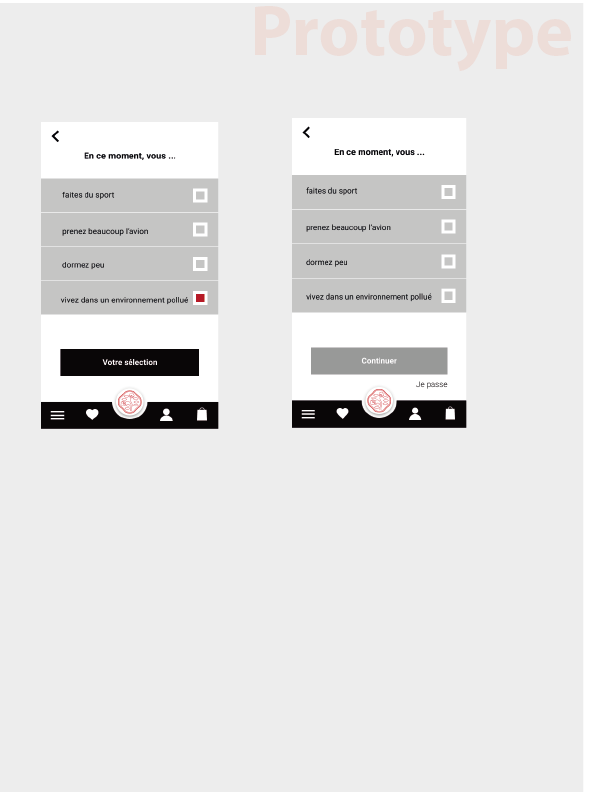 Prototype
En ce moment, vous ...
faites du sport
prenez beaucoup l'avion
dormez peu
vivez dans un environnement pollué
Votre sélection
En ce moment, vous ...
faites du sport
prenez beaucoup l'avion
dormez peu
vivez dans un environnement pollué
Continuer
Je passe